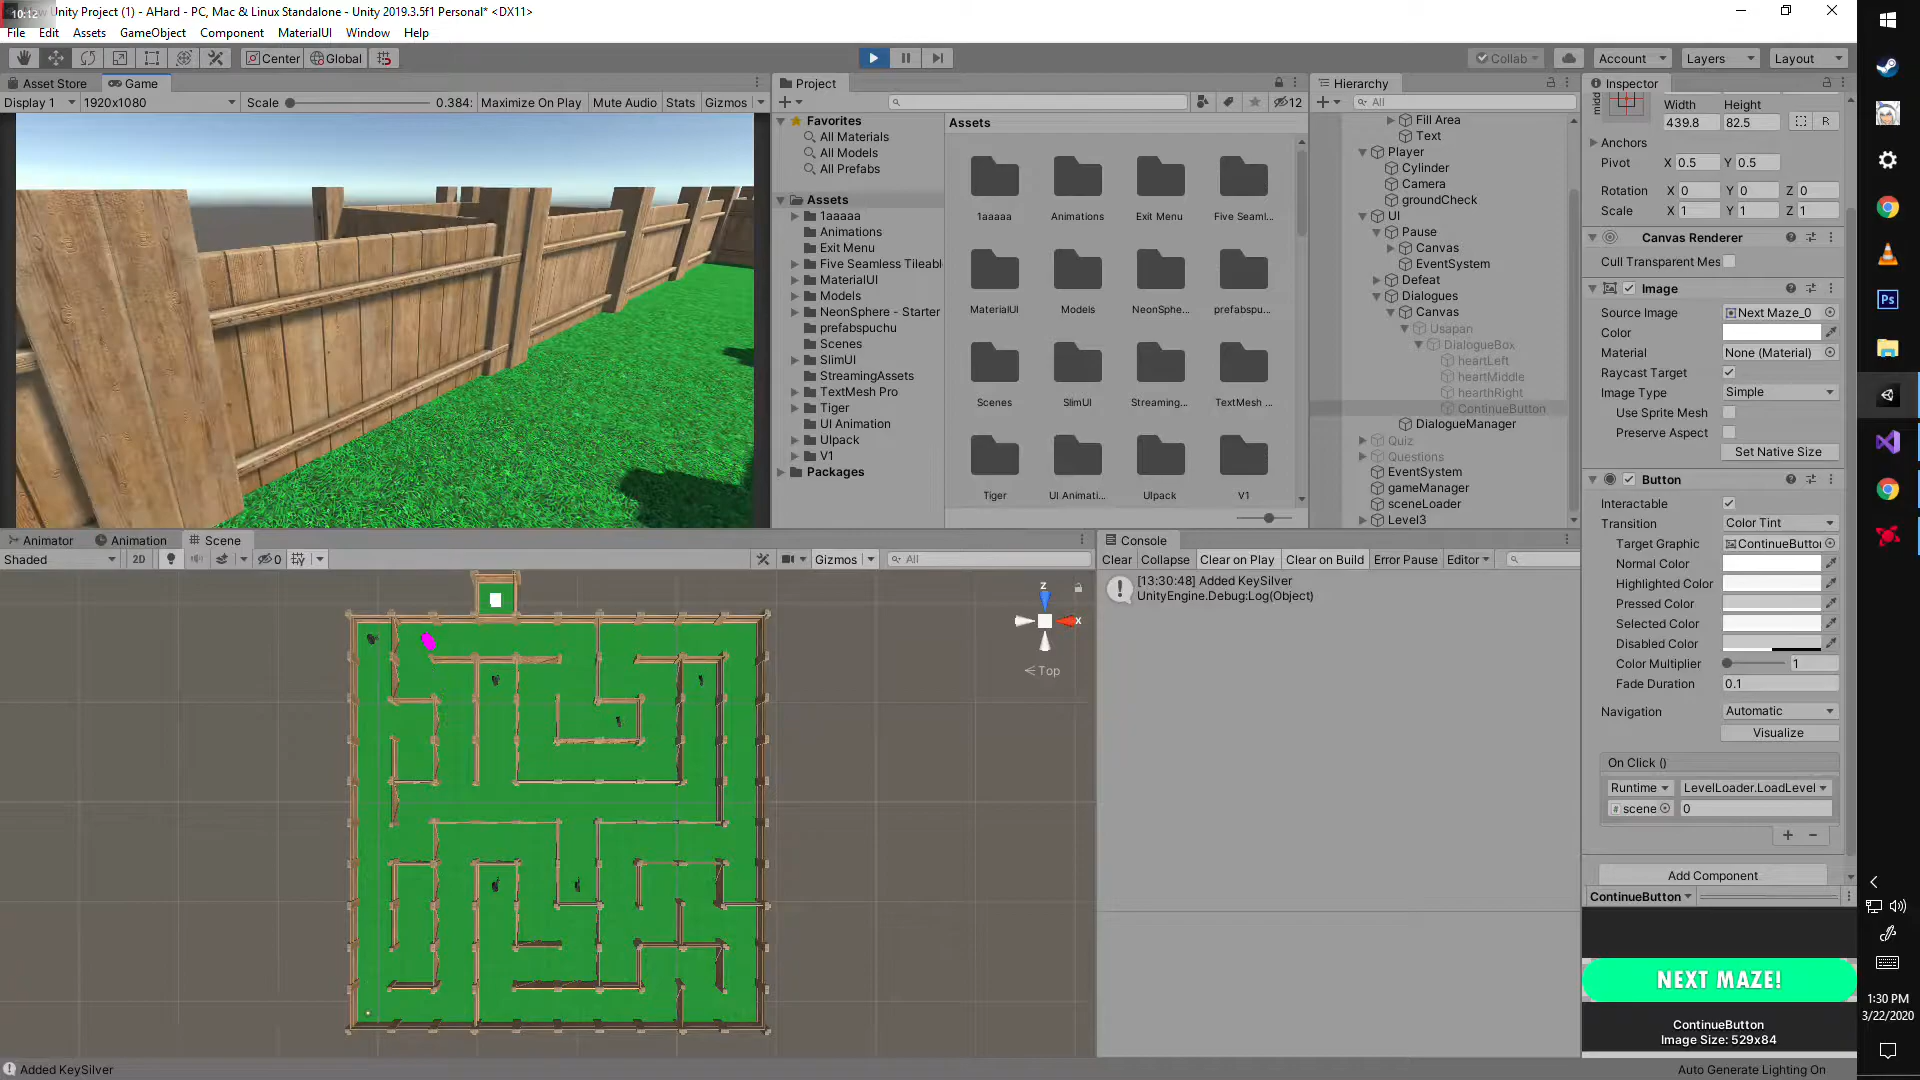 10:12
Unity Project (1) - AHard - PC, Mac & Linux Standalone - Unity 2019.3.5f1 Personal* <DX11>
File Edit Assets GameObject Component MaterialUI Window Help
Center Global
Collab Account Layers Layout
Asset Store Game
Display 1 1920x1080 Scale 0.384: Maximize On Play Mute Audio Stats Gizmos
Project
12
Favorites
All Materials
All Models
All Prefabs
Assets
1aaaaa
Animations
Exit Menu
Five Seamless Tileabl
MaterialUI
Models
NeonSphere - Starter
prefabspuchu
Scenes
SlimUI
StreamingAssets
TextMesh Pro
Tiger
UI Animation
UIpack
V1
Packages
Assets
1aaaaa Animations Exit Menu Five Seaml...
MaterialUI Models NeonSphe... prefabspu...
Scenes SlimUI Streaming... TextMesh ...
Tiger UI Animati... UIpack V1
Hierarchy
All
Fill Area
Text
Player
Cylinder
Camera
groundCheck
UI
Pause
Canvas
EventSystem
Defeat
Dialogues
Canvas
Usapan
DialogueBox
heartLeft
heartMiddle
hearthRight
ContinueButton
DialogueManager
Quiz
Questions
EventSystem
gameManager
sceneLoader
Level3
Inspector
midd
Width Height
439.8 82.5 R
Anchors
Pivot X 0.5 Y 0.5
Rotation X 0 Y 0 Z 0
Scale X 1 Y 1 Z 1
Canvas Renderer
Cull Transparent Mes
Image
Source Image Next Maze_0
Color
Material None (Material)
Raycast Target
Image Type Simple
Use Sprite Mesh
Preserve Aspect
Set Native Size
Button
Interactable
Transition Color Tint
Target Graphic ContinueButton
Normal Color
Highlighted Color
Pressed Color
Selected Color
Disabled Color
Color Multiplier 1
Fade Duration 0.1
Navigation Automatic
Visualize
On Click ()
Runtime LevelLoader.LoadLevel
scene 0
Add Component
ContinueButton
NEXT MAZE!
ContinueButton
Image Size: 529x84
Auto Generate Lighting On
Animator Animation Scene
Shaded 2D 0 Gizmos All
z
x
Top
Console
Clear Collapse Clear on Play Clear on Build Error Pause Editor
[13:30:48] Added KeySilver
UnityEngine.Debug:Log(Object)
Added KeySilver
Ps
1:30 PM
3/22/2020